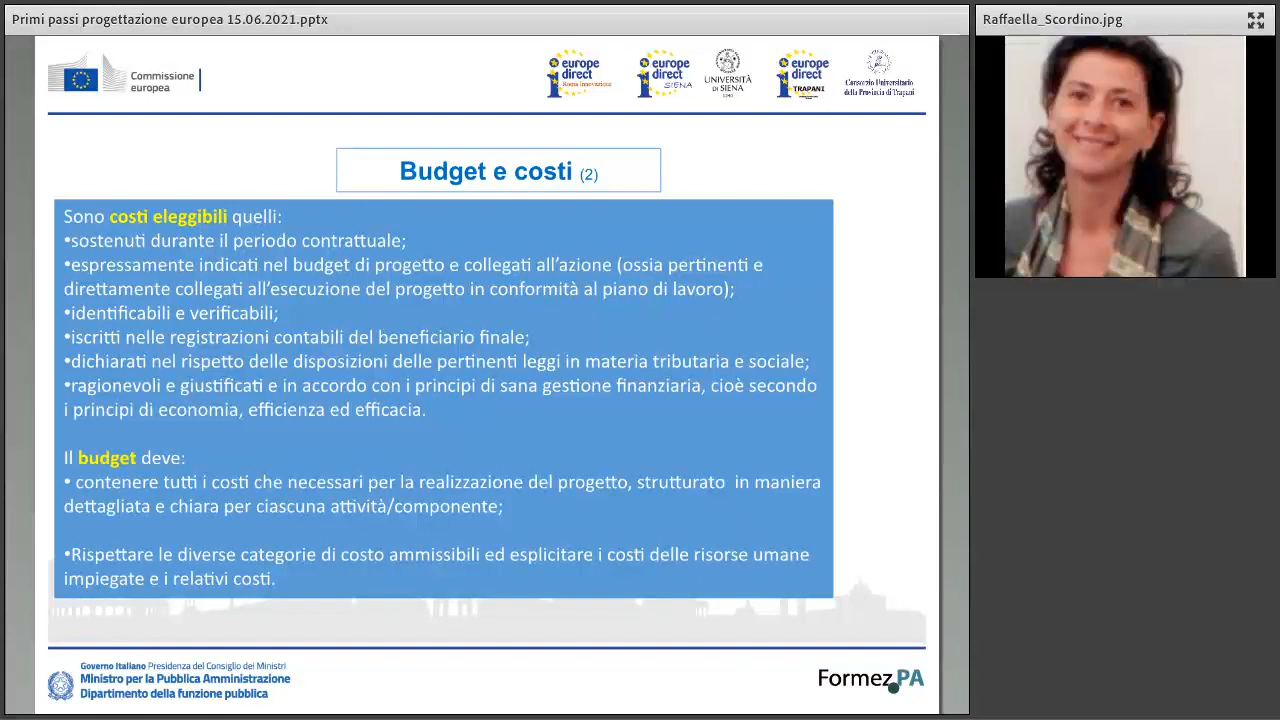 Primi passi progettazione europea 15.06.2021.pptx
Raffaella_Scordino.jpg
Commissione
europea
europe
direct
Roma Innovazione
europe
direct
SIENA
UNIVERSITÀ
DI SIENA
1240
europe
direct
TRAPANI
Consorzio Universitario
della Provincia di Trapani
Budget e costi (2)
Sono costi eleggibili quelli:
•sostenuti durante il periodo contrattuale;
•espressamente indicati nel budget di progetto e collegati all’azione (ossia pertinenti e
direttamente collegati all’esecuzione del progetto in conformità al piano di lavoro);
•identificabili e verificabili;
•iscritti nelle registrazioni contabili del beneficiario finale;
•dichiarati nel rispetto delle disposizioni delle pertinenti leggi in materia tributaria e sociale;
•ragionevoli e giustificati e in accordo con i principi di sana gestione finanziaria, cioè secondo
i principi di economia, efficienza ed efficacia.
Il budget deve:
• contenere tutti i costi che necessari per la realizzazione del progetto, strutturato in maniera
dettagliata e chiara per ciascuna attività/componente;
•Rispettare le diverse categorie di costo ammissibili ed esplicitare i costi delle risorse umane
impiegate e i relativi costi.
Governo Italiano Presidenza del Consiglio dei Ministri
Ministro per la Pubblica Amministrazione
Dipartimento della funzione pubblica
Formez PA